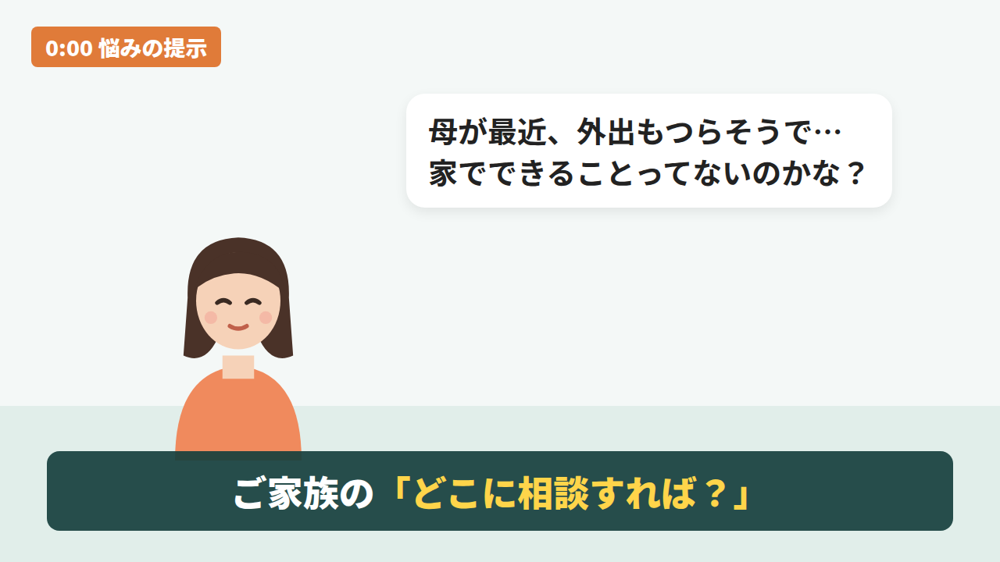 0:00 悩みの提示
母が最近、外出もつらそうで…
家でできることってないのかな？
ご家族の「どこに相談すれば？」